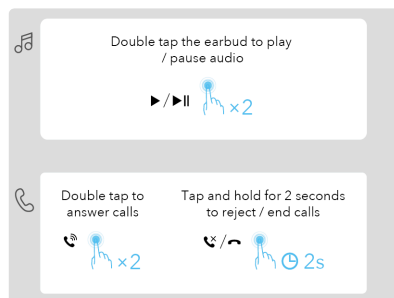 Double tap the earbud to play
/ pause audio
/
×2
Double tap to
answer calls
×2
Tap and hold for 2 seconds
to reject / end calls
/
2s